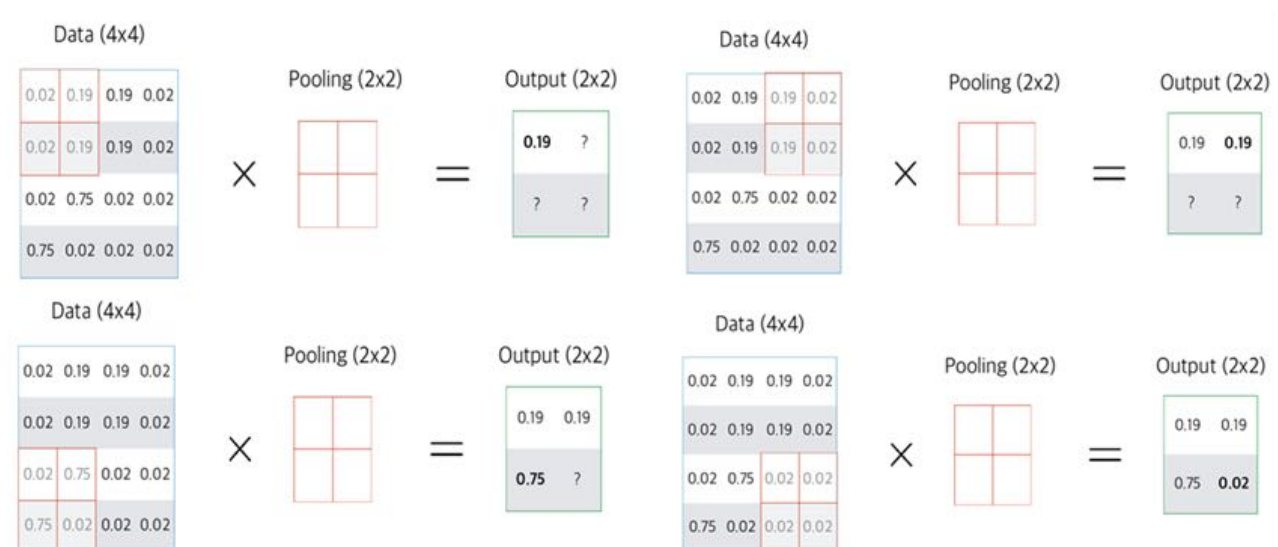 Data (4x4)
Pooling (2x2)
Output (2x2)
0.02 0.19 0.19 0.02
0.02 0.19 0.19 0.02
0.02 0.75 0.02 0.02
0.75 0.02 0.02 0.02
×
=
0.19 ?
? ?
Data (4x4)
Pooling (2x2)
Output (2x2)
0.02 0.19 0.19 0.02
0.02 0.19 0.19 0.02
0.02 0.75 0.02 0.02
0.75 0.02 0.02 0.02
×
=
0.19 0.19
? ?
Data (4x4)
Pooling (2x2)
Output (2x2)
0.02 0.19 0.19 0.02
0.02 0.19 0.19 0.02
0.02 0.75 0.02 0.02
0.75 0.02 0.02 0.02
×
=
0.19 0.19
0.75 ?
Data (4x4)
Pooling (2x2)
Output (2x2)
0.02 0.19 0.19 0.02
0.02 0.19 0.19 0.02
0.02 0.75 0.02 0.02
0.75 0.02 0.02 0.02
×
=
0.19 0.19
0.75 0.02